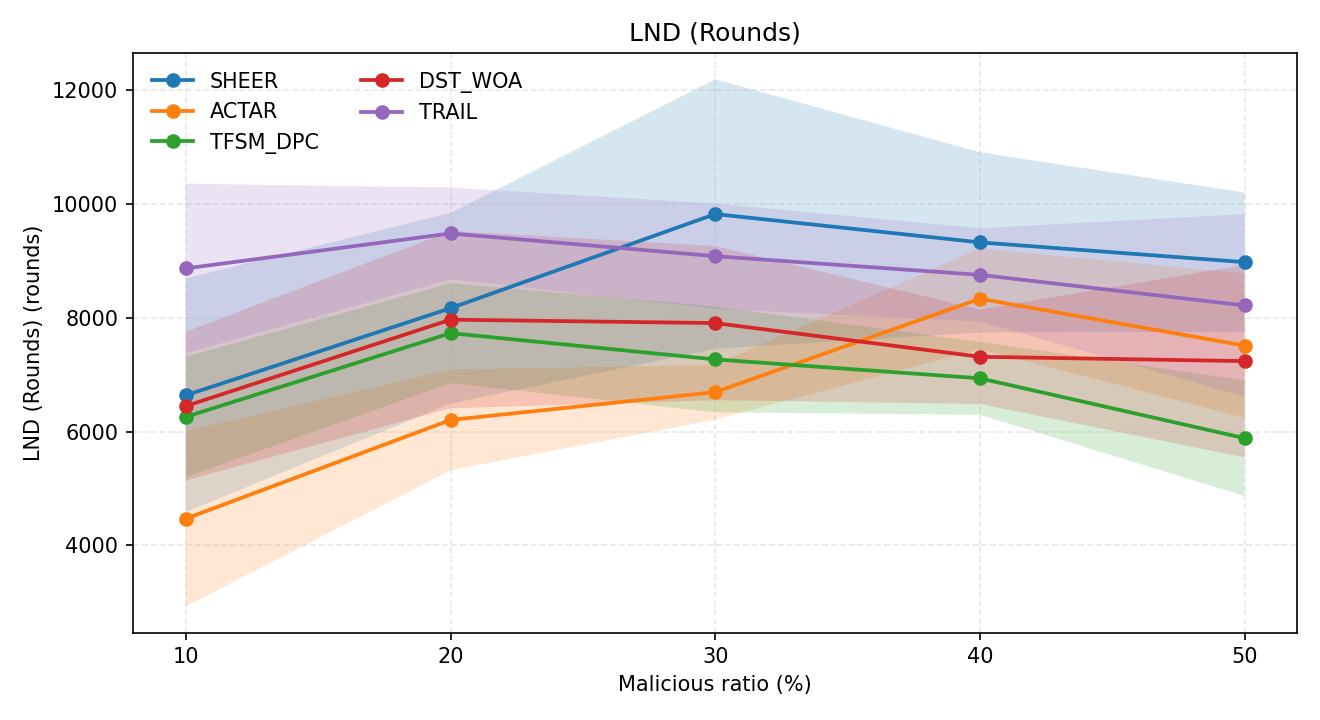 LND (Rounds)
SHEER
ACTAR
TFSM_DPC
DST_WOA
TRAIL
LND (Rounds) (rounds)
12000
10000
8000
6000
4000
10 20 30 40 50
Malicious ratio (%)